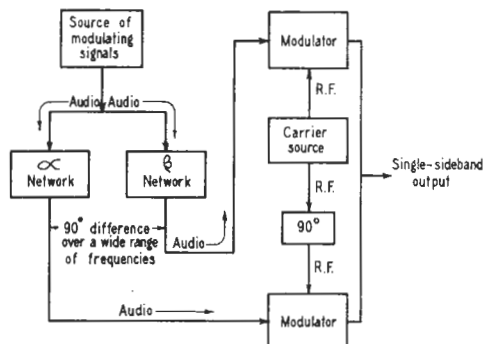 Source of
modulating
signals
Modulator
Audio
Audio
R.F.
Carrier
source
α
Network
β
Network
Single-sideband
output
R.F.
90° difference
over a wide range
of frequencies
Audio
90°
R.F.
Audio
Modulator